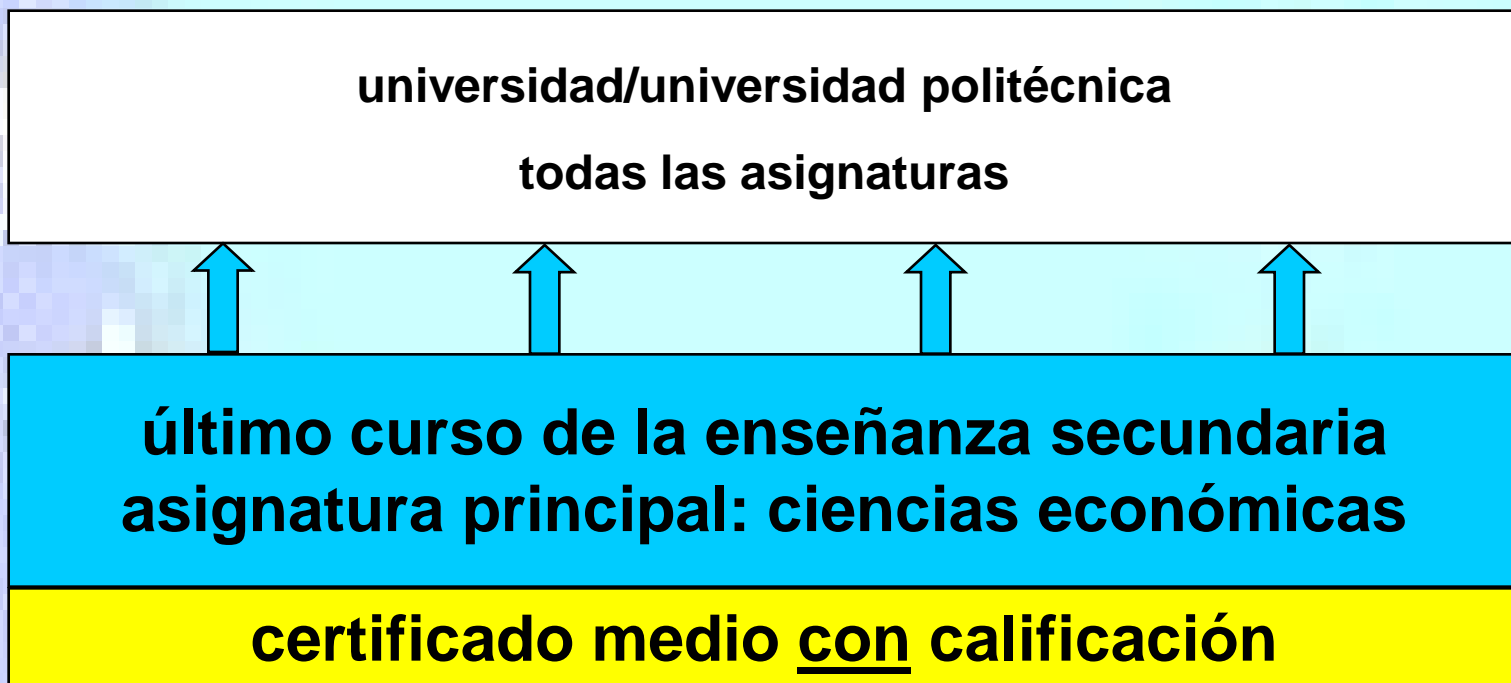 universidad/universidad politécnica
todas las asignaturas
último curso de la enseñanza secundaria
asignatura principal: ciencias económicas
certificado medio con calificación